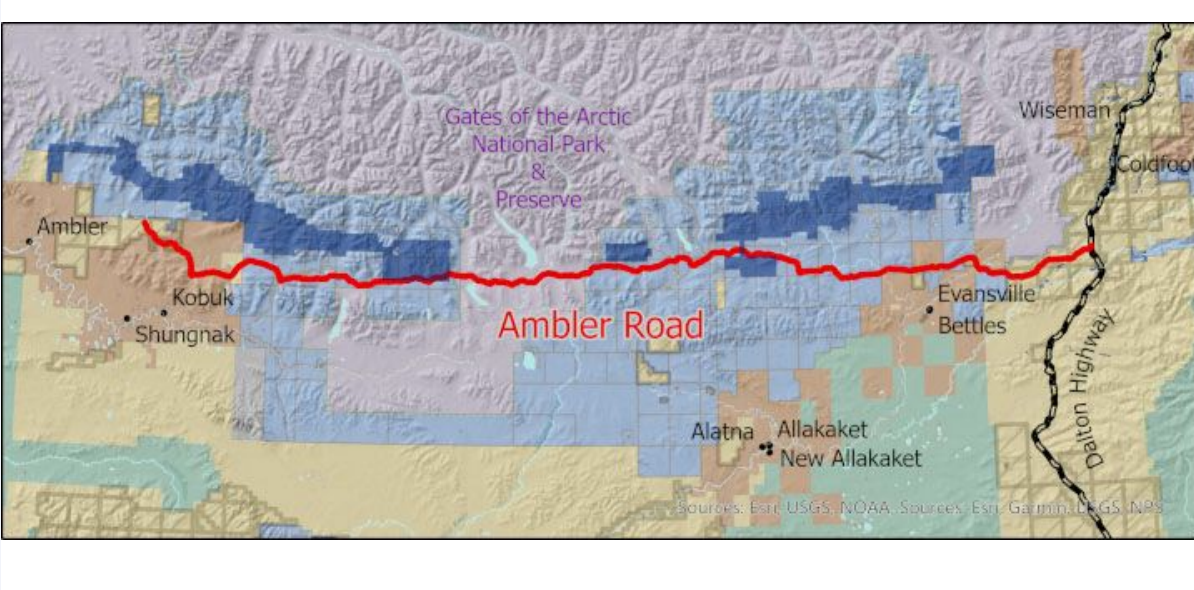 Gates of the Arctic
National Park
&
Preserve
Wiseman
Coldfoo
Ambler
Kobuk
Shungnak
Ambler Road
Evansville
Bettles
Dalton Highway
Alatna
Allakaket
New Allakaket
Sources: Esri, USGS, NOAA, Sources: Esri, Garmin, USGS, NPS